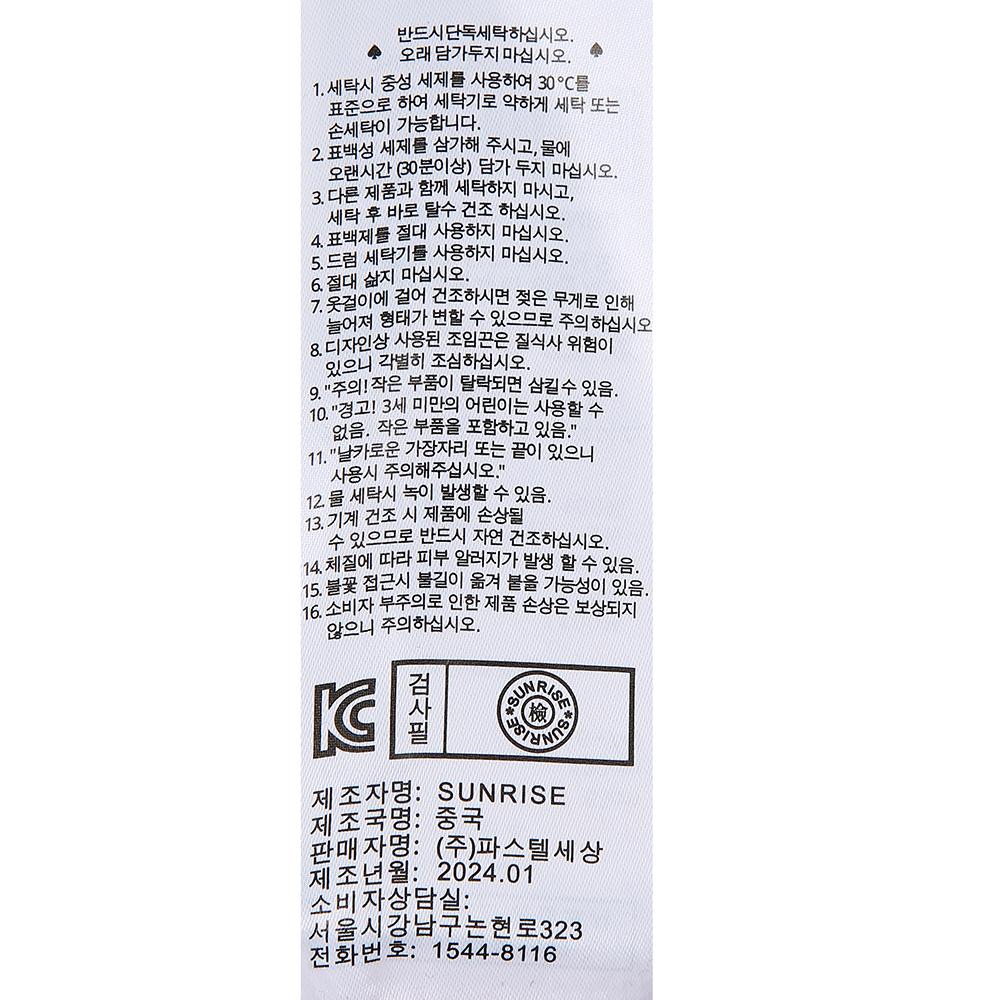 반드시단독세탁하십시오.
♠ 오래 담가두지 마십시오. ♠
1. 세탁시 중성 세제를 사용하여 30℃를
표준으로 하여 세탁기로 약하게 세탁 또는
손세탁이 가능합니다.
2. 표백성 세제를 삼가해 주시고, 물에
오랜시간 (30분이상) 담가 두지 마십시오.
3. 다른 제품과 함께 세탁하지 마시고,
세탁 후 바로 탈수 건조 하십시오.
4. 표백제를 절대 사용하지 마십시오.
5. 드럼 세탁기를 사용하지 마십시오.
6. 절대 삶지 마십시오.
7. 옷걸이에 걸어 건조하시면 젖은 무게로 인해
늘어져 형태가 변할 수 있으므로 주의하십시오
8. 디자인상 사용된 조임끈은 질식사 위험이
있으니 각별히 조심하십시오.
9. "주의! 작은 부품이 탈락되면 삼킬수 있음.
10. "경고! 3세 미만의 어린이는 사용할 수
없음. 작은 부품을 포함하고 있음."
11. "날카로운 가장자리 또는 끝이 있으니
사용시 주의해주십시오."
12. 물 세탁시 녹이 발생할 수 있음.
13. 기계 건조 시 제품에 손상될
수 있으므로 반드시 자연 건조하십시오.
14. 체질에 따라 피부 알러지가 발생 할 수 있음.
15. 불꽃 접근시 불길이 옮겨 붙을 가능성이 있음.
16. 소비자 부주의로 인한 제품 손상은 보상되지
않으니 주의하십시오.
KC
검사필
SUNRISE * SUNRISE *
檢
제조자명: SUNRISE
제조국명: 중국
판매자명: (주)파스텔세상
제조년월: 2024.01
소비자상담실:
서울시강남구논현로323
전화번호: 1544-8116